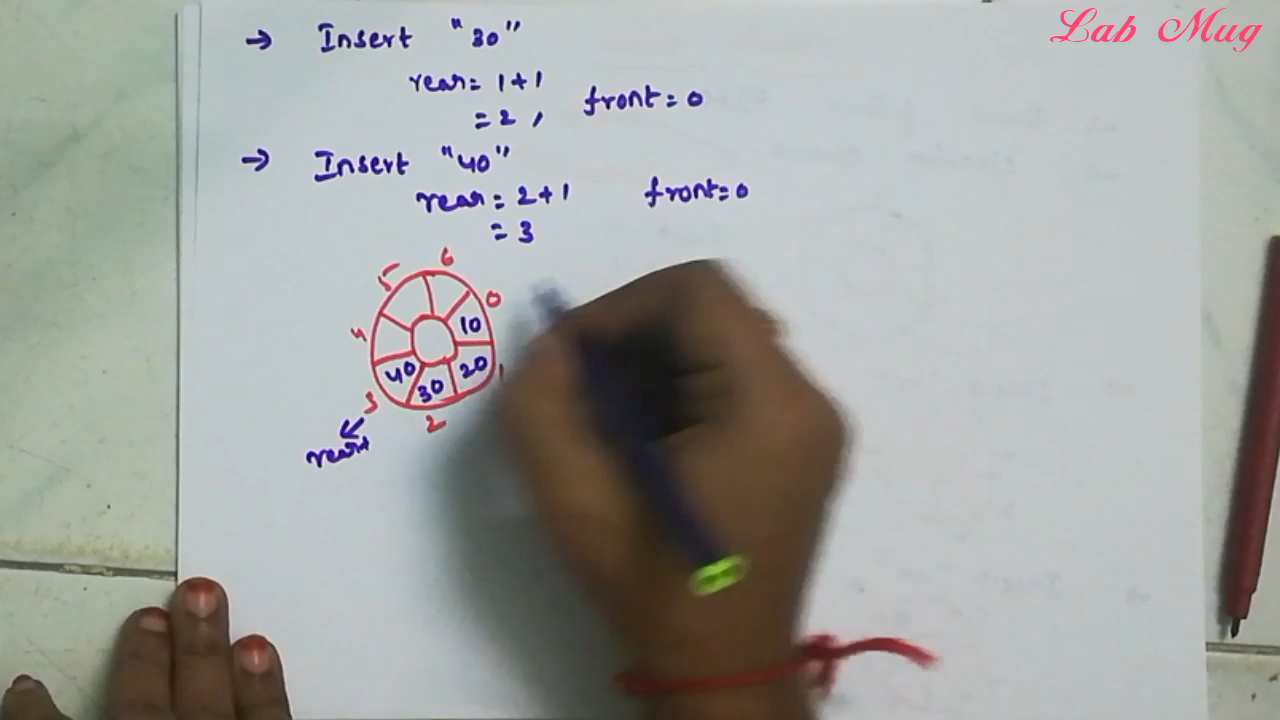 Lab Mug
→ Insert "30"
rear = 1+1
= 2 , front = 0
→ Insert "40"
rear = 2+1 front = 0
= 3
6
5
0
4
10
40
20
30
1
3
2
rear